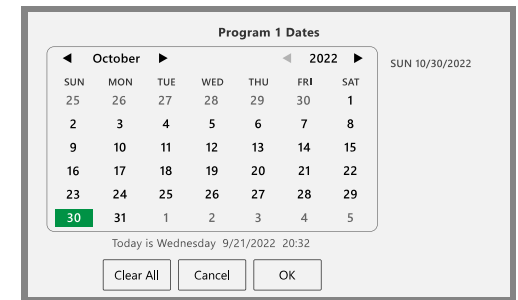 Program 1 Dates
◀ October ▶ ◀ 2022 ▶
SUN 10/30/2022
SUN MON TUE WED THU FRI SAT
25 26 27 28 29 30 1
2 3 4 5 6 7 8
9 10 11 12 13 14 15
16 17 18 19 20 21 22
23 24 25 26 27 28 29
30 31 1 2 3 4 5
Today is Wednesday 9/21/2022 20:32
Clear All Cancel OK